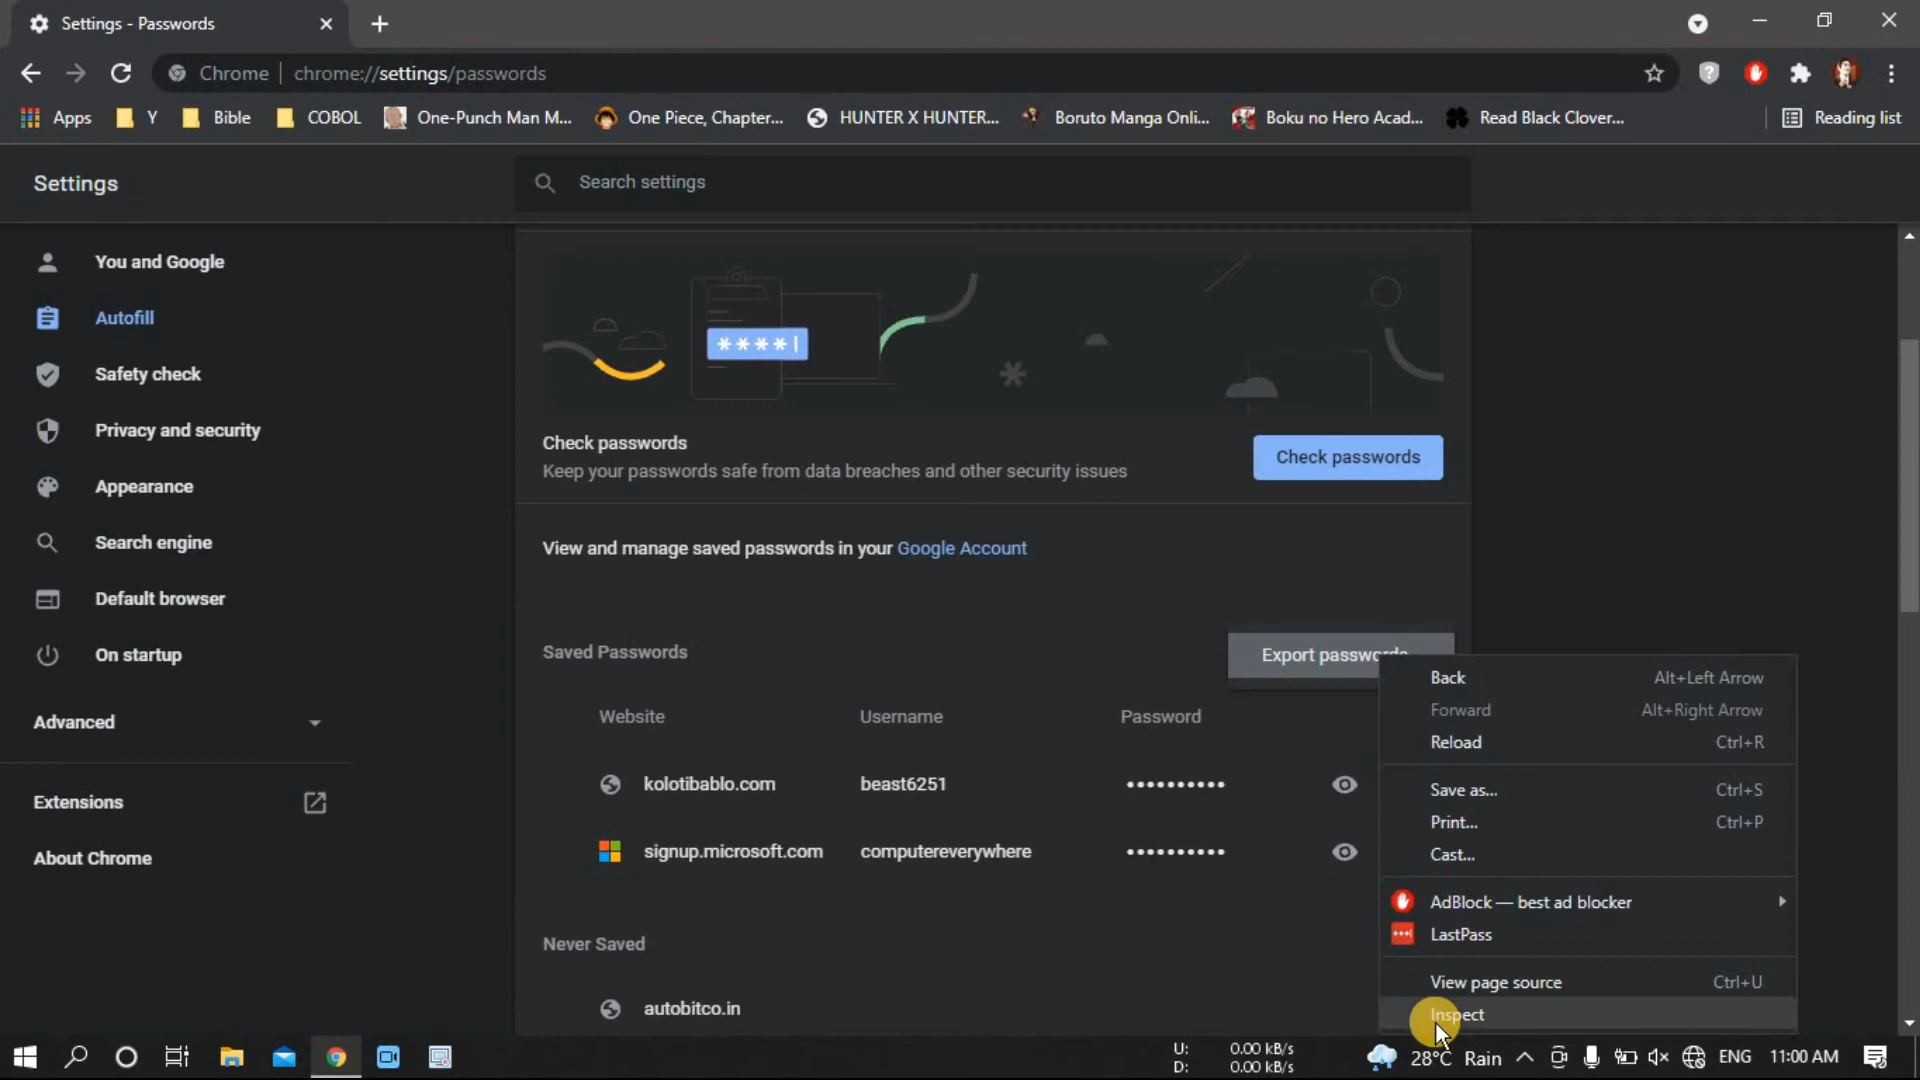 Settings - Passwords
Chrome | chrome://settings/passwords
Apps Y Bible COBOL One-Punch Man M... One Piece, Chapter... HUNTER X HUNTER... Boruto Manga Onli... Boku no Hero Acad... Read Black Clover... Reading list
Settings
Search settings
You and Google
Autofill
Safety check
Privacy and security
Appearance
Search engine
Default browser
On startup
Advanced
Extensions
About Chrome
****|
Check passwords
Keep your passwords safe from data breaches and other security issues
Check passwords
View and manage saved passwords in your Google Account
Saved Passwords
Export passwords
Website Username Password
kolotibablo.com beast6251 ••••••••••
signup.microsoft.com computereverywhere ••••••••••
Never Saved
autobitco.in
Back Alt+Left Arrow
Forward Alt+Right Arrow
Reload Ctrl+R
Save as... Ctrl+S
Print... Ctrl+P
Cast...
AdBlock — best ad blocker
LastPass
View page source Ctrl+U
Inspect
U: 0.00 kB/s
D: 0.00 kB/s
28°C Rain ENG 11:00 AM